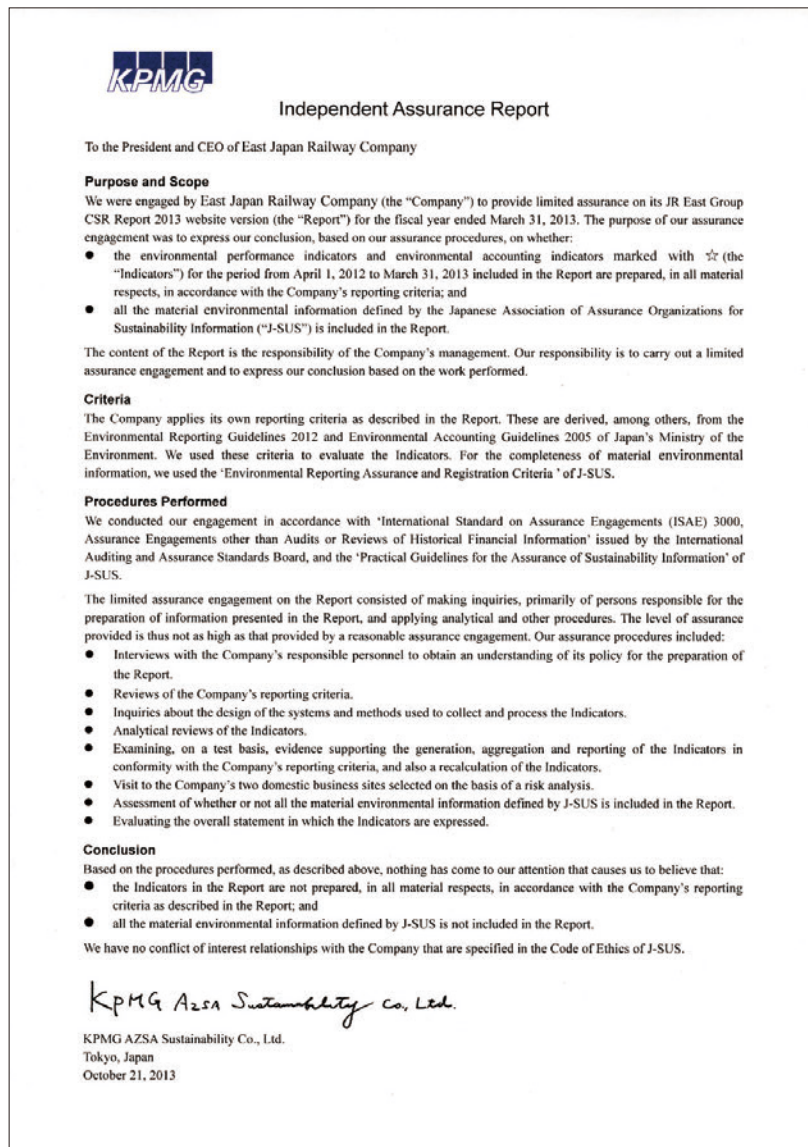 KPMG
Independent Assurance Report
To the President and CEO of East Japan Railway Company
Purpose and Scope
We were engaged by East Japan Railway Company (the “Company”) to provide limited assurance on its JR East Group
CSR Report 2013 website version (the “Report”) for the fiscal year ended March 31, 2013. The purpose of our assurance
engagement was to express our conclusion, based on our assurance procedures, on whether:
● the environmental performance indicators and environmental accounting indicators marked with ☆ (the
“Indicators”) for the period from April 1, 2012 to March 31, 2013 included in the Report are prepared, in all material
respects, in accordance with the Company’s reporting criteria; and
● all the material environmental information defined by the Japanese Association of Assurance Organizations for
Sustainability Information (“J-SUS”) is included in the Report.
The content of the Report is the responsibility of the Company’s management. Our responsibility is to carry out a limited
assurance engagement and to express our conclusion based on the work performed.
Criteria
The Company applies its own reporting criteria as described in the Report. These are derived, among others, from the
Environmental Reporting Guidelines 2012 and Environmental Accounting Guidelines 2005 of Japan’s Ministry of the
Environment. We used these criteria to evaluate the Indicators. For the completeness of material environmental
information, we used the ‘Environmental Reporting Assurance and Registration Criteria ’ of J-SUS.
Procedures Performed
We conducted our engagement in accordance with ‘International Standard on Assurance Engagements (ISAE) 3000,
Assurance Engagements other than Audits or Reviews of Historical Financial Information’ issued by the International
Auditing and Assurance Standards Board, and the ‘Practical Guidelines for the Assurance of Sustainability Information’ of
J-SUS.
The limited assurance engagement on the Report consisted of making inquiries, primarily of persons responsible for the
preparation of information presented in the Report, and applying analytical and other procedures. The level of assurance
provided is thus not as high as that provided by a reasonable assurance engagement. Our assurance procedures included:
● Interviews with the Company’s responsible personnel to obtain an understanding of its policy for the preparation of
the Report.
● Reviews of the Company’s reporting criteria.
● Inquiries about the design of the systems and methods used to collect and process the Indicators.
● Analytical reviews of the Indicators.
● Examining, on a test basis, evidence supporting the generation, aggregation and reporting of the Indicators in
conformity with the Company’s reporting criteria, and also a recalculation of the Indicators.
● Visit to the Company’s two domestic business sites selected on the basis of a risk analysis.
● Assessment of whether or not all the material environmental information defined by J-SUS is included in the Report.
● Evaluating the overall statement in which the Indicators are expressed.
Conclusion
Based on the procedures performed, as described above, nothing has come to our attention that causes us to believe that:
● the Indicators in the Report are not prepared, in all material respects, in accordance with the Company’s reporting
criteria as described in the Report; and
● all the material environmental information defined by J-SUS is not included in the Report.
We have no conflict of interest relationships with the Company that are specified in the Code of Ethics of J-SUS.
KPMG AZSA Sustainability Co., Ltd.
KPMG AZSA Sustainability Co., Ltd.
Tokyo, Japan
October 21, 2013